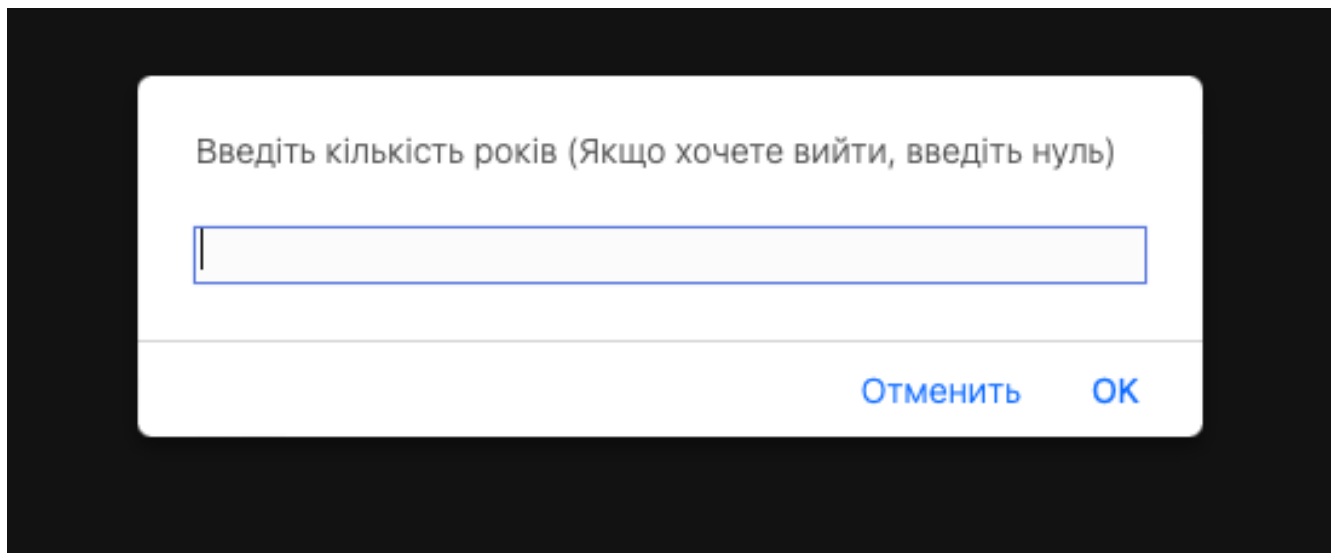 Введіть кількість років (Якщо хочете вийти, введіть нуль)
Отменить OK